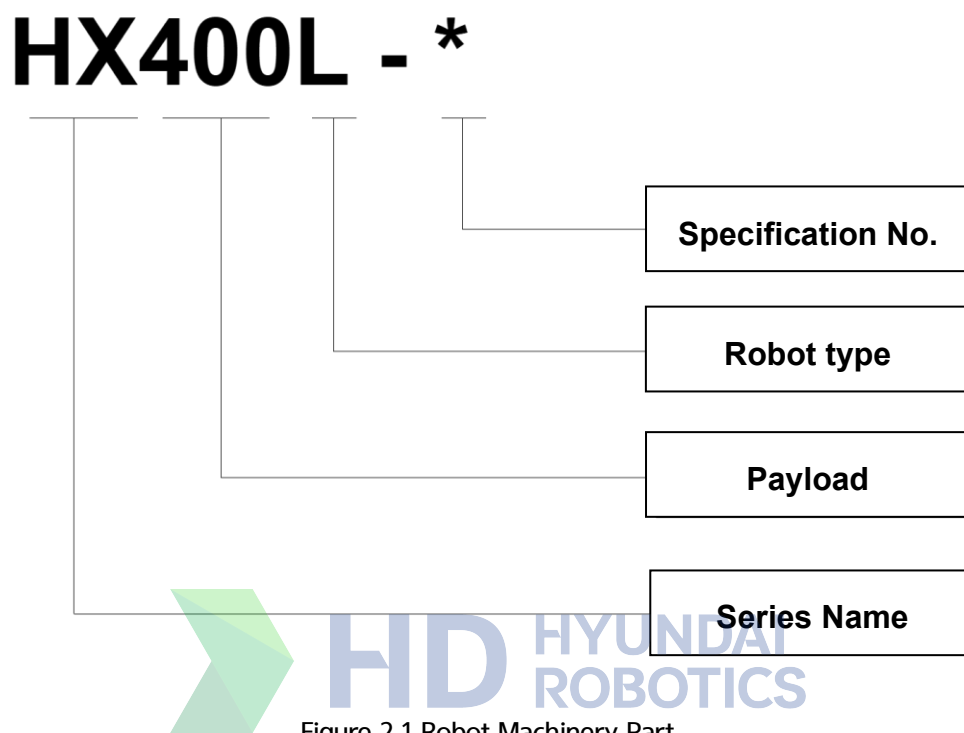 HX400L - *
Specification No.
Robot type
Payload
Series Name
HD HYUNDAI
ROBOTICS
Figure 2.1 Robot Machinery Part